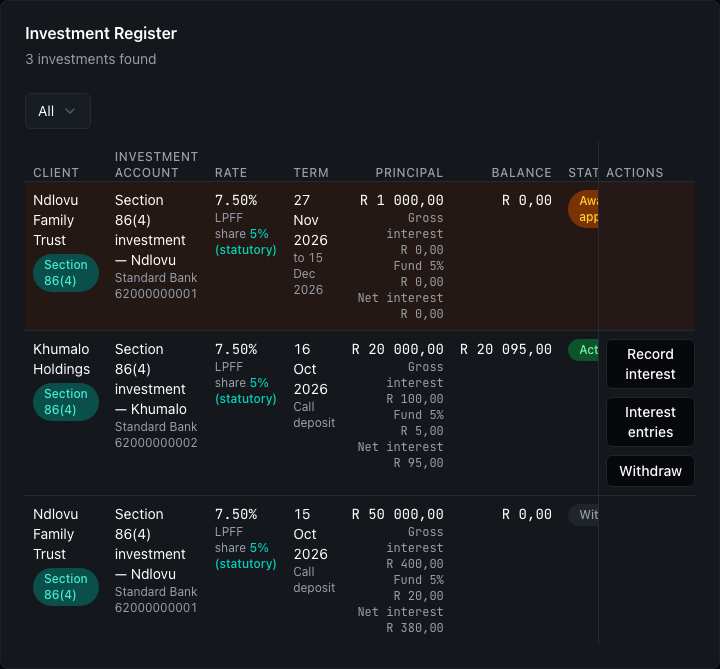 Investment Register
3 investments found
All
CLIENT
INVESTMENT
ACCOUNT
RATE
TERM
PRINCIPAL
BALANCE
STAT
ACTIONS
Ndlovu
Family
Trust
Section
86(4)
Section
86(4)
investment
— Ndlovu
Standard Bank
62000000001
7.50%
LPFF
share 5%
(statutory)
27
Nov
2026
to 15
Dec
2026
R 1 000,00
Gross
interest
R 0,00
Fund 5%
R 0,00
Net interest
R 0,00
R 0,00
Awa
app
Khumalo
Holdings
Section
86(4)
Section
86(4)
investment
— Khumalo
Standard Bank
62000000002
7.50%
LPFF
share 5%
(statutory)
16
Oct
2026
Call
deposit
R 20 000,00
Gross
interest
R 100,00
Fund 5%
R 5,00
Net interest
R 95,00
R 20 095,00
Act
Record
interest
Interest
entries
Withdraw
Ndlovu
Family
Trust
Section
86(4)
Section
86(4)
investment
— Ndlovu
Standard Bank
62000000001
7.50%
LPFF
share 5%
(statutory)
15
Oct
2026
Call
deposit
R 50 000,00
Gross
interest
R 400,00
Fund 5%
R 20,00
Net interest
R 380,00
R 0,00
Wit